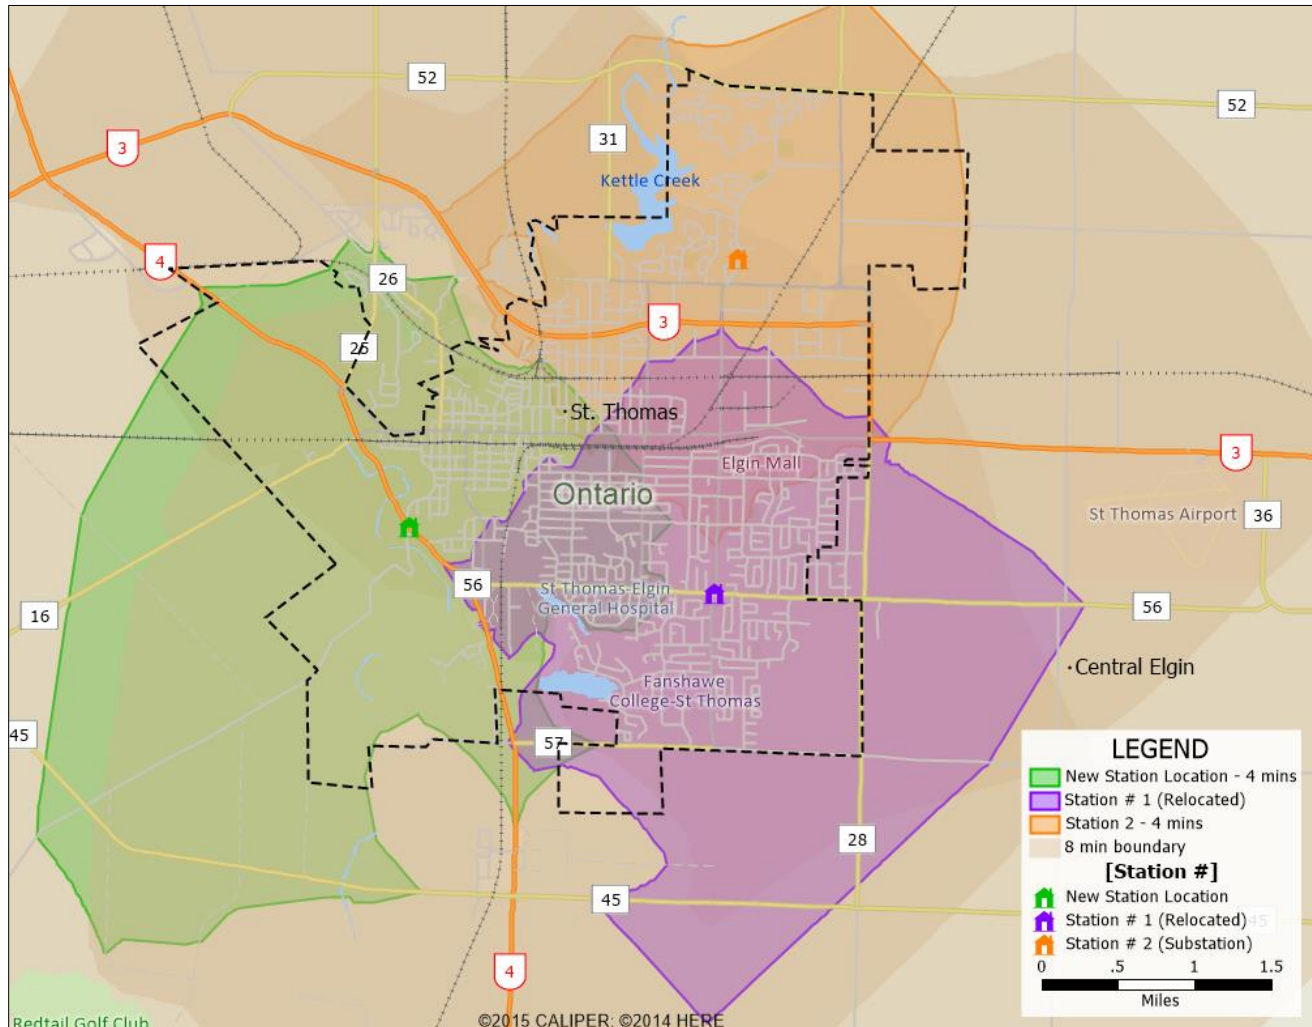 52
52
3
31
Kettle Creek
4
26
3
25
St. Thomas
Elgin Mall
3
Ontario
St Thomas Airport
36
56
St Thomas-Elgin
General Hospital
56
16
Central Elgin
Fanshawe
College-St Thomas
45
57
LEGEND
New Station Location - 4 mins
Station # 1 (Relocated)
Station 2 - 4 mins
8 min boundary
[Station #]
New Station Location
Station # 1 (Relocated)
Station # 2 (Substation)
0 .5 1 1.5
Miles
28
45
45
4
Redtail Golf Club
©2015 CALIPER; ©2014 HERE